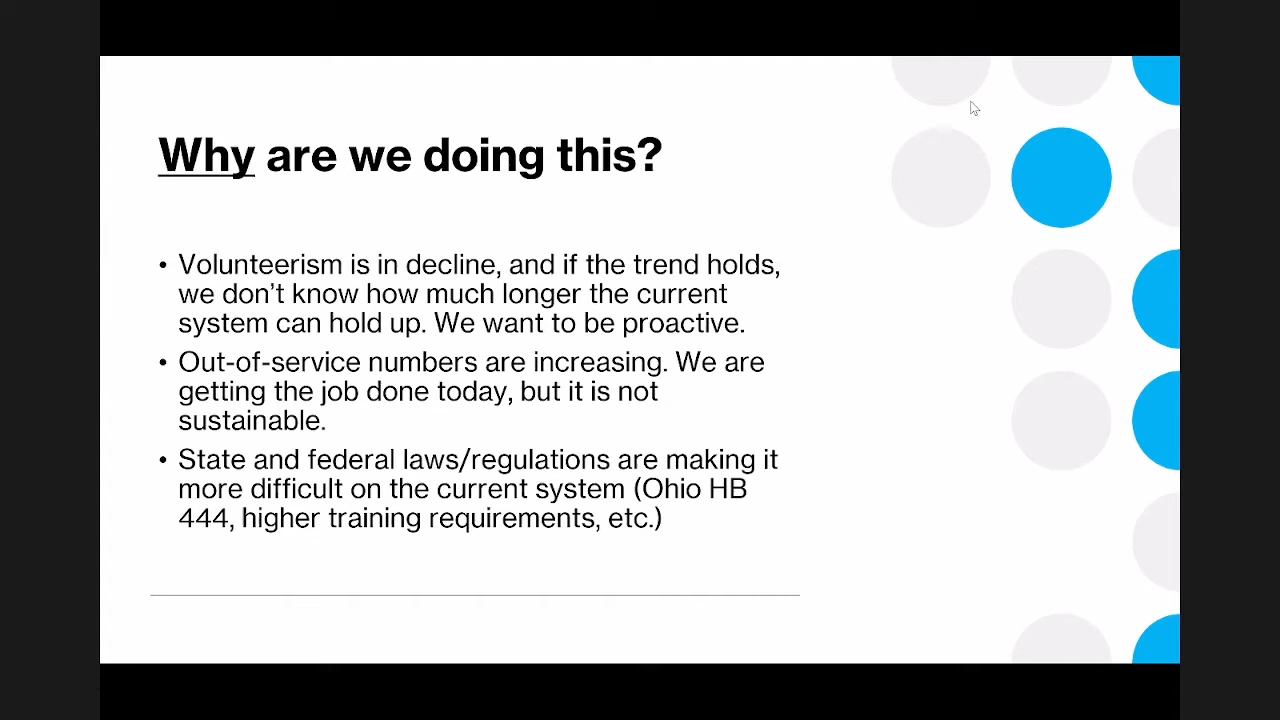 Why are we doing this?
• Volunteerism is in decline, and if the trend holds,
we don't know how much longer the current
system can hold up. We want to be proactive.
• Out-of-service numbers are increasing. We are
getting the job done today, but it is not
sustainable.
• State and federal laws/regulations are making it
more difficult on the current system (Ohio HB
444, higher training requirements, etc.)